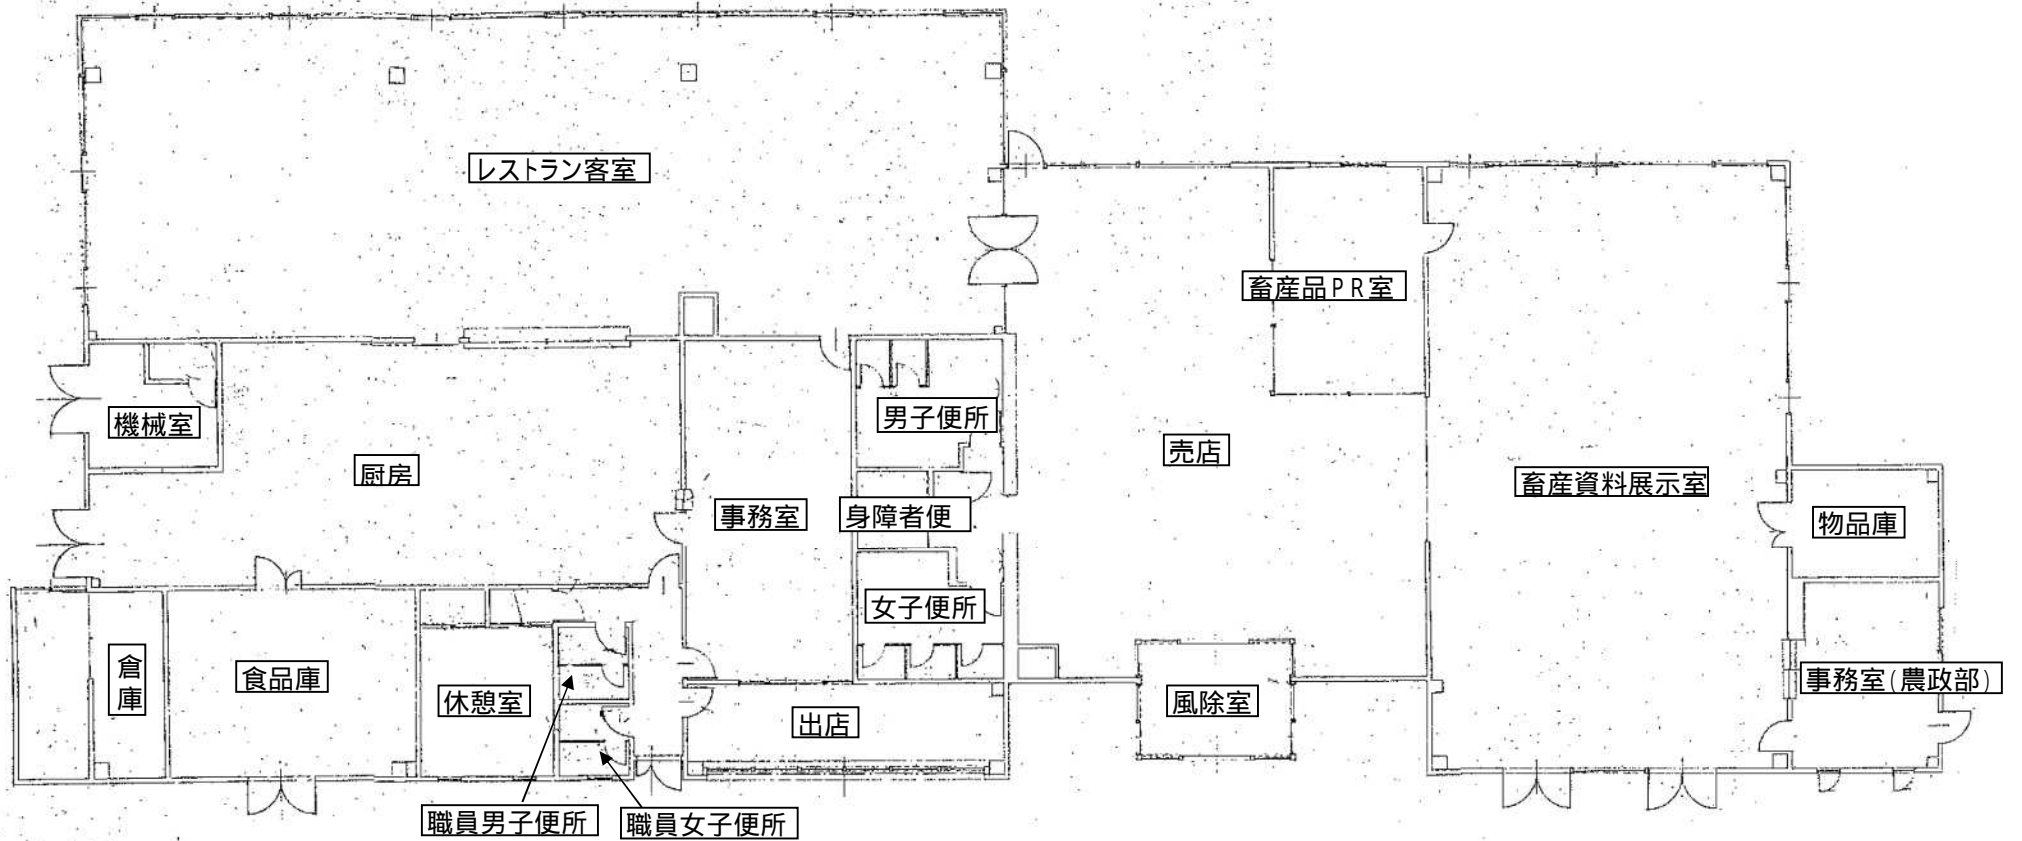 レストラン客室
畜産品PR室
機械室
男子便所
厨房
売店
畜産資料展示室
事務室
身障者便
物品庫
女子便所
倉庫
食品庫
休憩室
事務室(農政部)
風除室
出店
職員男子便所
職員女子便所